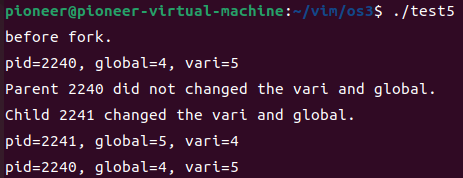 pioneer@pioneer-virtual-machine:~/vim/os3$ ./test5
before fork.
pid=2240, global=4, vari=5
Parent 2240 did not changed the vari and global.
Child 2241 changed the vari and global.
pid=2241, global=5, vari=4
pid=2240, global=4, vari=5